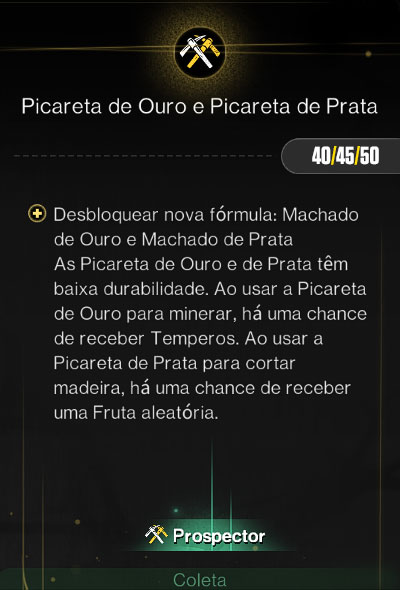 Picareta de Ouro e Picareta de Prata
40/45/50
Desbloquear nova fórmula: Machado
de Ouro e Machado de Prata
As Picareta de Ouro e de Prata têm
baixa durabilidade. Ao usar a Picareta
de Ouro para minerar, há uma chance
de receber Temperos. Ao usar a
Picareta de Prata para cortar
madeira, há uma chance de receber
uma Fruta aleatória.
Prospector
Coleta